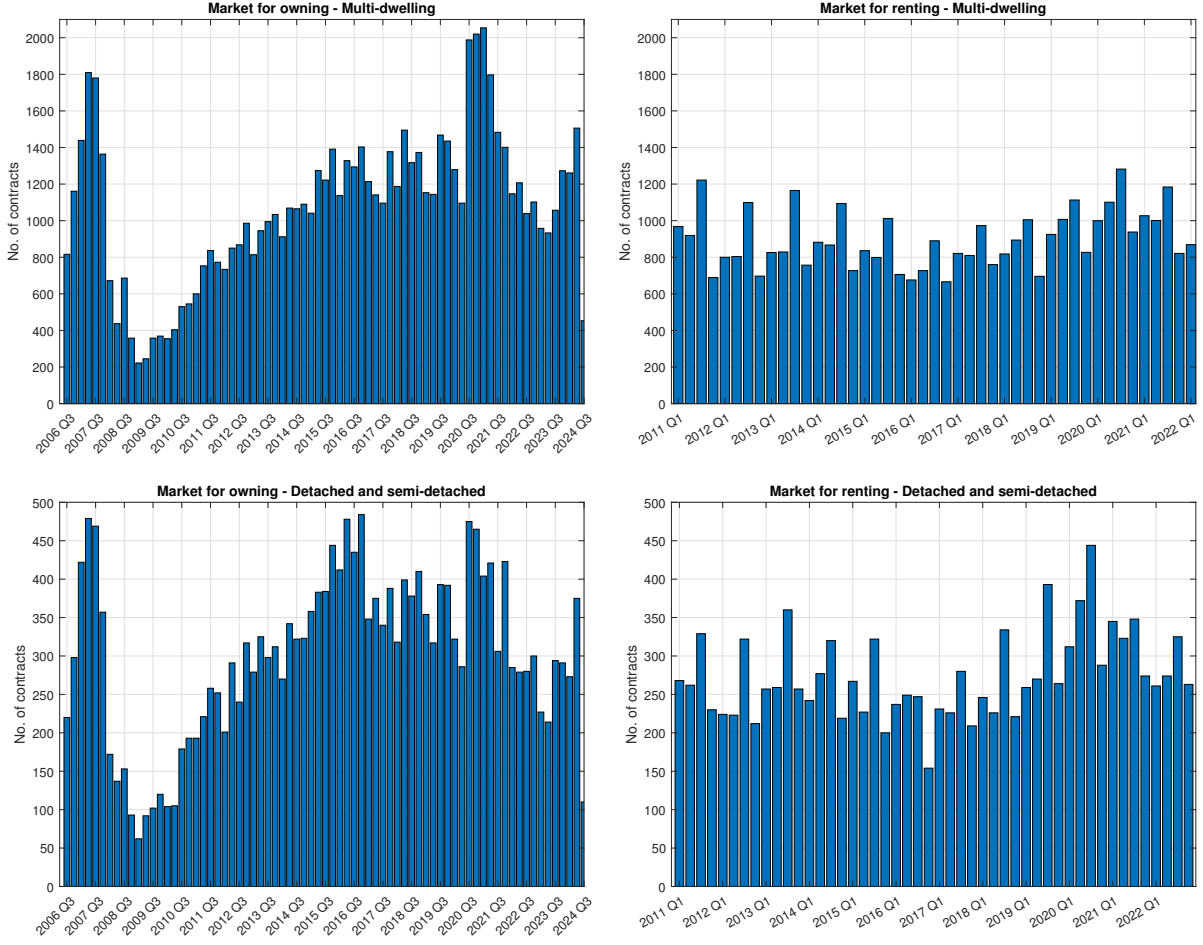 Market for owning - Multi-dwelling
No. of contracts
2000
1800
1600
1400
1200
1000
800
600
400
200
0
2006 Q3
2007 Q3
2008 Q3
2009 Q3
2010 Q3
2011 Q3
2012 Q3
2013 Q3
2014 Q3
2015 Q3
2016 Q3
2017 Q3
2018 Q3
2019 Q3
2020 Q3
2021 Q3
2022 Q3
2023 Q3
2024 Q3
Market for renting - Multi-dwelling
No. of contracts
2000
1800
1600
1400
1200
1000
800
600
400
200
0
2011 Q1
2012 Q1
2013 Q1
2014 Q1
2015 Q1
2016 Q1
2017 Q1
2018 Q1
2019 Q1
2020 Q1
2021 Q1
2022 Q1
Market for owning - Detached and semi-detached
No. of contracts
500
450
400
350
300
250
200
150
100
50
0
2006 Q3
2007 Q3
2008 Q3
2009 Q3
2010 Q3
2011 Q3
2012 Q3
2013 Q3
2014 Q3
2015 Q3
2016 Q3
2017 Q3
2018 Q3
2019 Q3
2020 Q3
2021 Q3
2022 Q3
2023 Q3
2024 Q3
Market for renting - Detached and semi-detached
No. of contracts
500
450
400
350
300
250
200
150
100
50
0
2011 Q1
2012 Q1
2013 Q1
2014 Q1
2015 Q1
2016 Q1
2017 Q1
2018 Q1
2019 Q1
2020 Q1
2021 Q1
2022 Q1